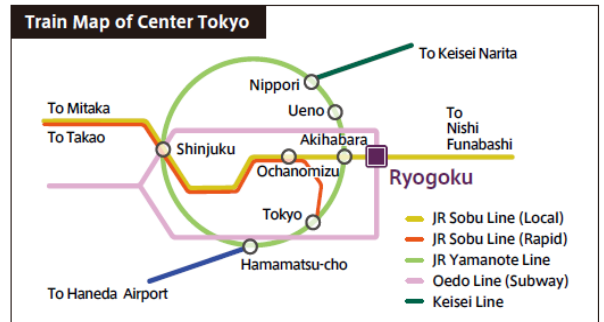 Train Map of Center Tokyo
To Keisei Narita
Nippori
Ueno
To Mitaka
To Takao
Akihabara
To
Nishi
Funabashi
Shinjuku
Ochanomizu
Ryogoku
Tokyo
Hamamatsu-cho
To Haneda Airport
JR Sobu Line (Local)
JR Sobu Line (Rapid)
JR Yamanote Line
Oedo Line (Subway)
Keisei Line